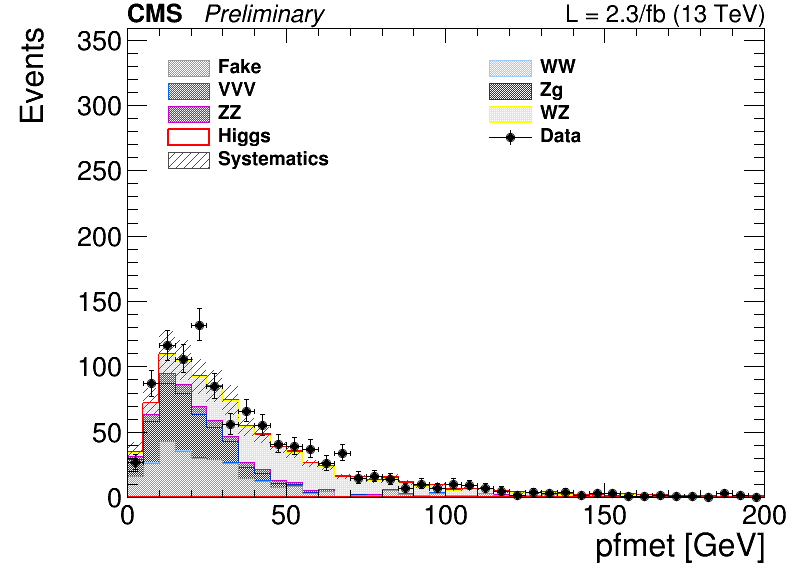 CMS Preliminary L = 2.3/fb (13 TeV)
Events
350
300
250
200
150
100
50
0
Fake WW
VVV Zg
ZZ WZ
Higgs Data
Systematics
0 50 100 150 200
pfmet [GeV]